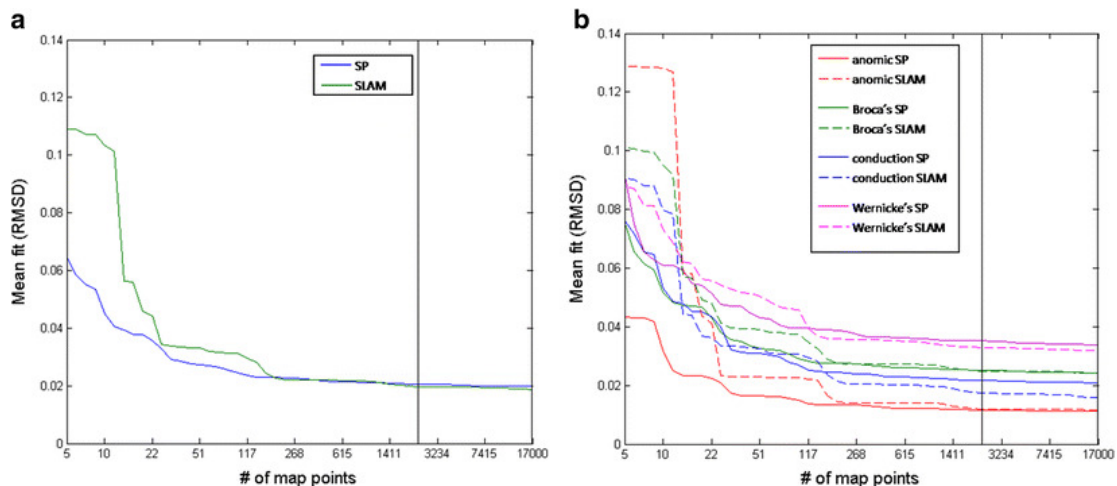 a
0.14
0.12
0.1
0.08
0.06
0.04
0.02
0
Mean fit (RMSD)
SP
SLAM
5 10 22 51 117 268 615 1411 3234 7415 17000
# of map points
b
0.14
0.12
0.1
0.08
0.06
0.04
0.02
0
Mean fit (RMSD)
anomic SP
anomic SLAM
Broca's SP
Broca's SLAM
conduction SP
conduction SLAM
Wernicke's SP
Wernicke's SLAM
5 10 22 51 117 268 615 1411 3234 7415 17000
# of map points